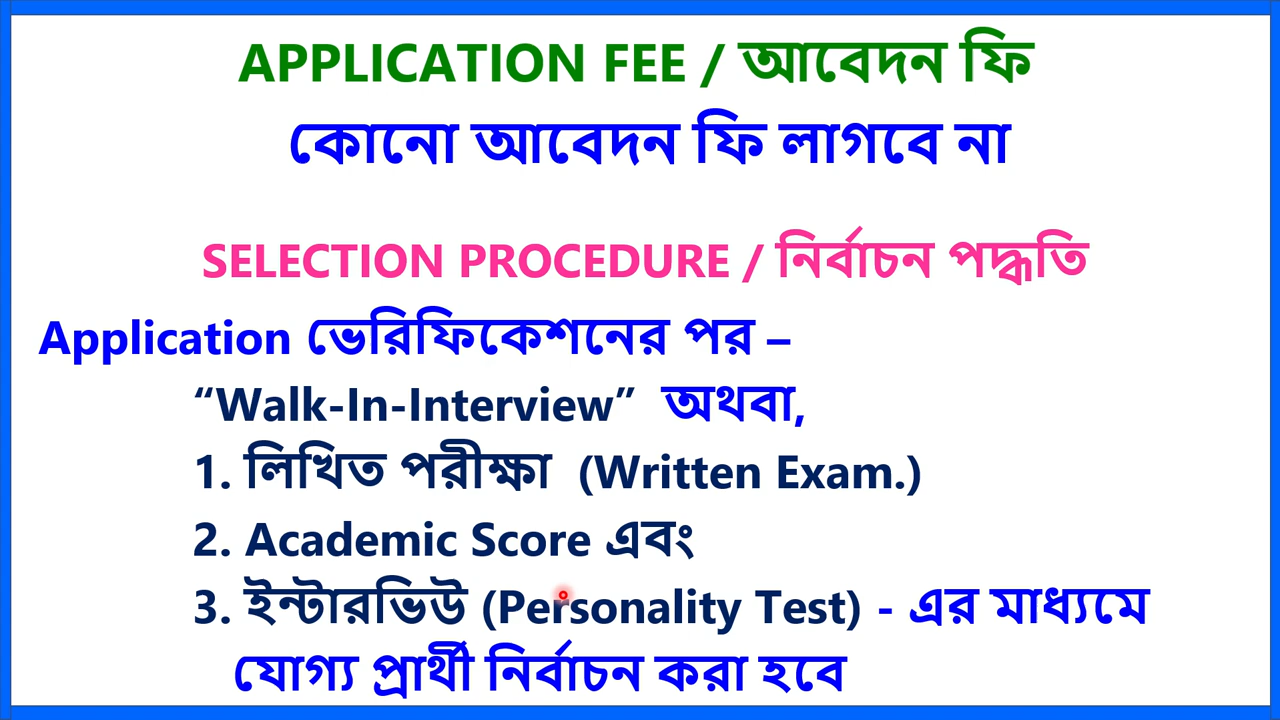 APPLICATION FEE / আবেদন ফি
কোনো আবেদন ফি লাগবে না
SELECTION PROCEDURE / নির্বাচন পদ্ধতি
Application ভেরিফিকেশনের পর –
“Walk-In-Interview” অথবা,
1. লিখিত পরীক্ষা (Written Exam.)
2. Academic Score এবং
3. ইন্টারভিউ (Personality Test) - এর মাধ্যমে
যোগ্য প্রার্থী নির্বাচন করা হবে